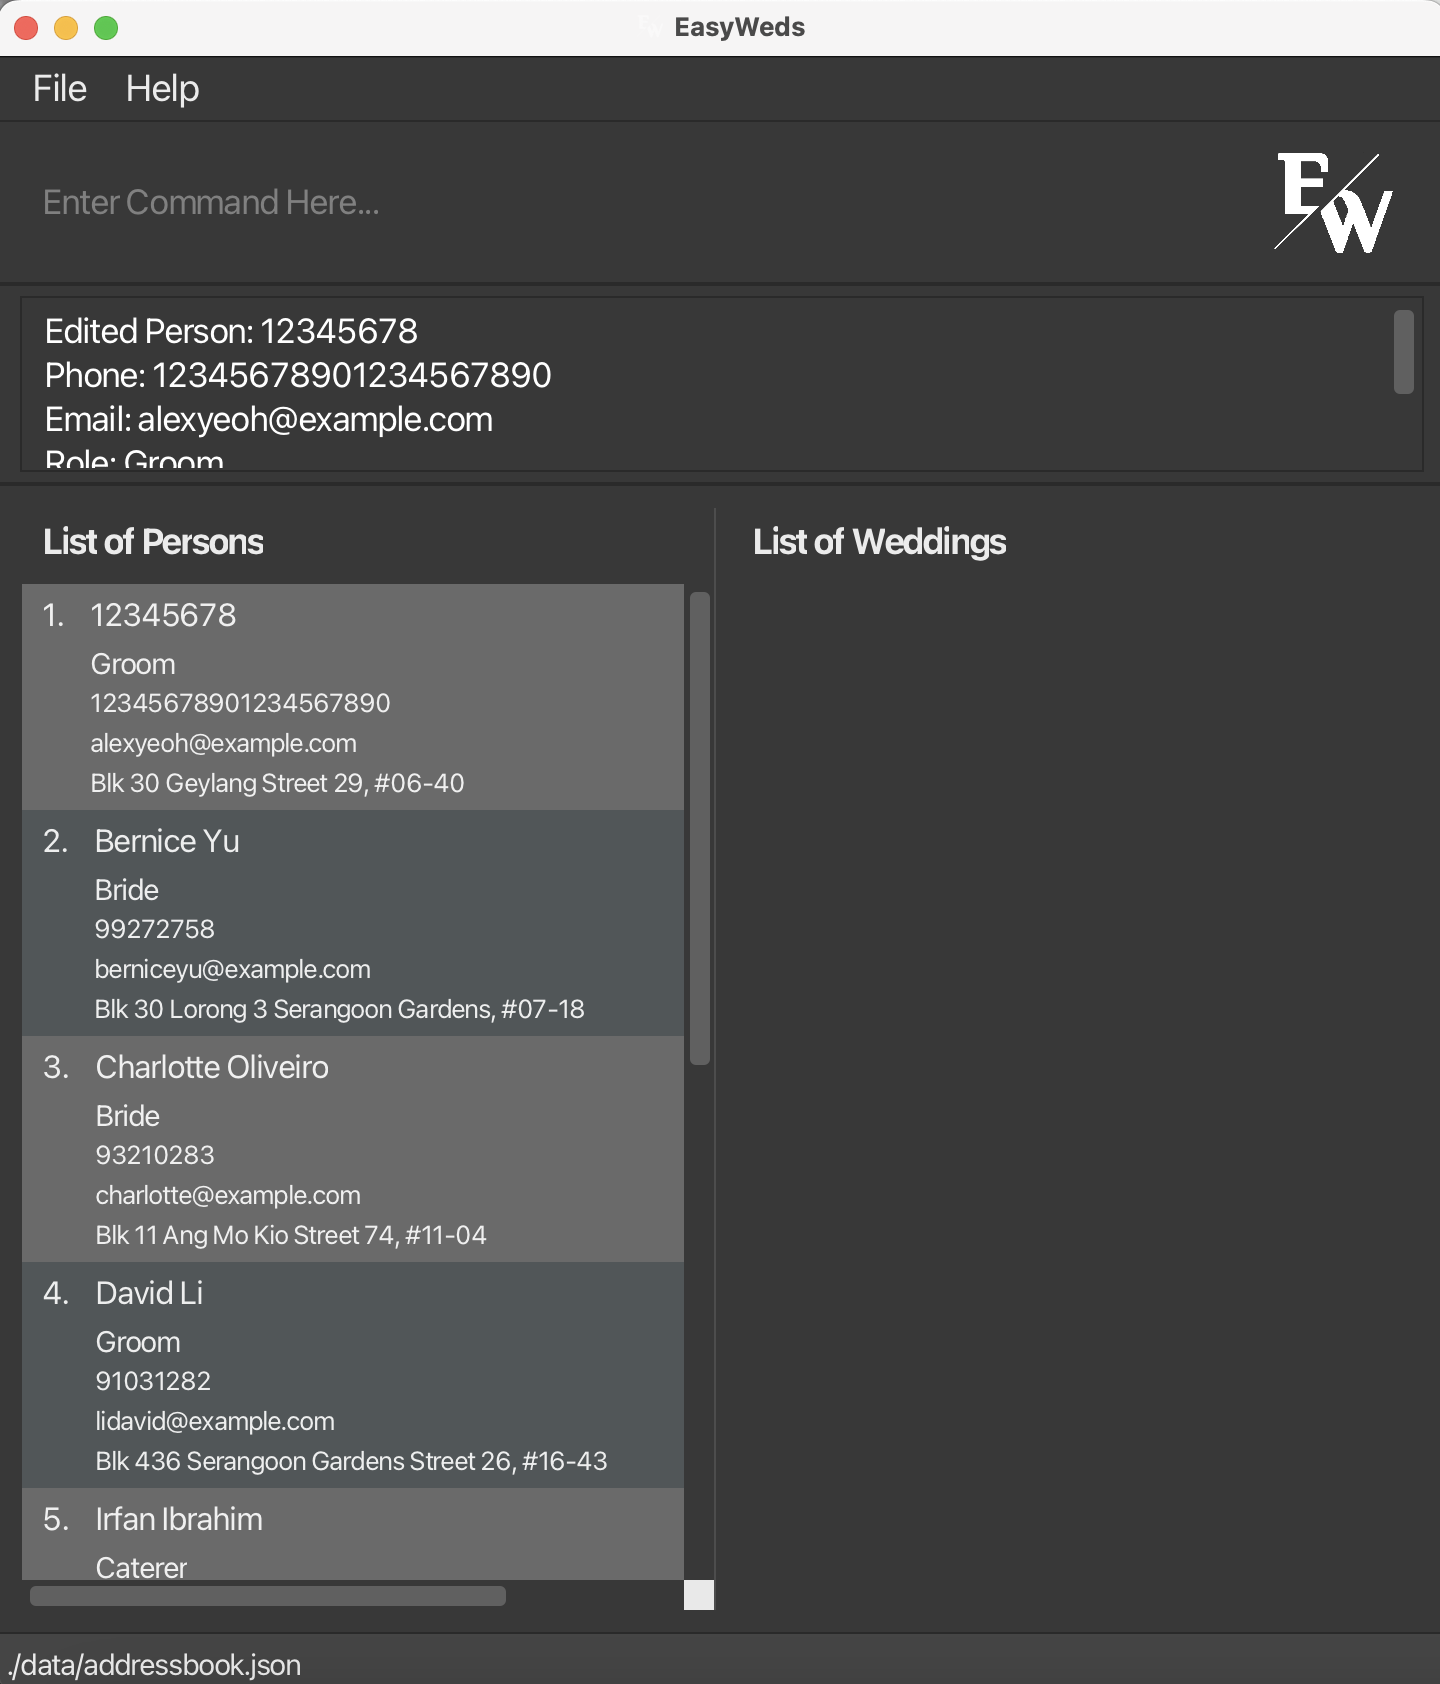 EasyWeds
File Help
Enter Command Here...
EW
Edited Person: 12345678
Phone: 12345678901234567890
Email: alexyeoh@example.com
Role: Groom
List of Persons
List of Weddings
1. 12345678
Groom
12345678901234567890
alexyeoh@example.com
Blk 30 Geylang Street 29, #06-40
2. Bernice Yu
Bride
99272758
berniceyu@example.com
Blk 30 Lorong 3 Serangoon Gardens, #07-18
3. Charlotte Oliveiro
Bride
93210283
charlotte@example.com
Blk 11 Ang Mo Kio Street 74, #11-04
4. David Li
Groom
91031282
lidavid@example.com
Blk 436 Serangoon Gardens Street 26, #16-43
5. Irfan Ibrahim
Caterer
./data/addressbook.json